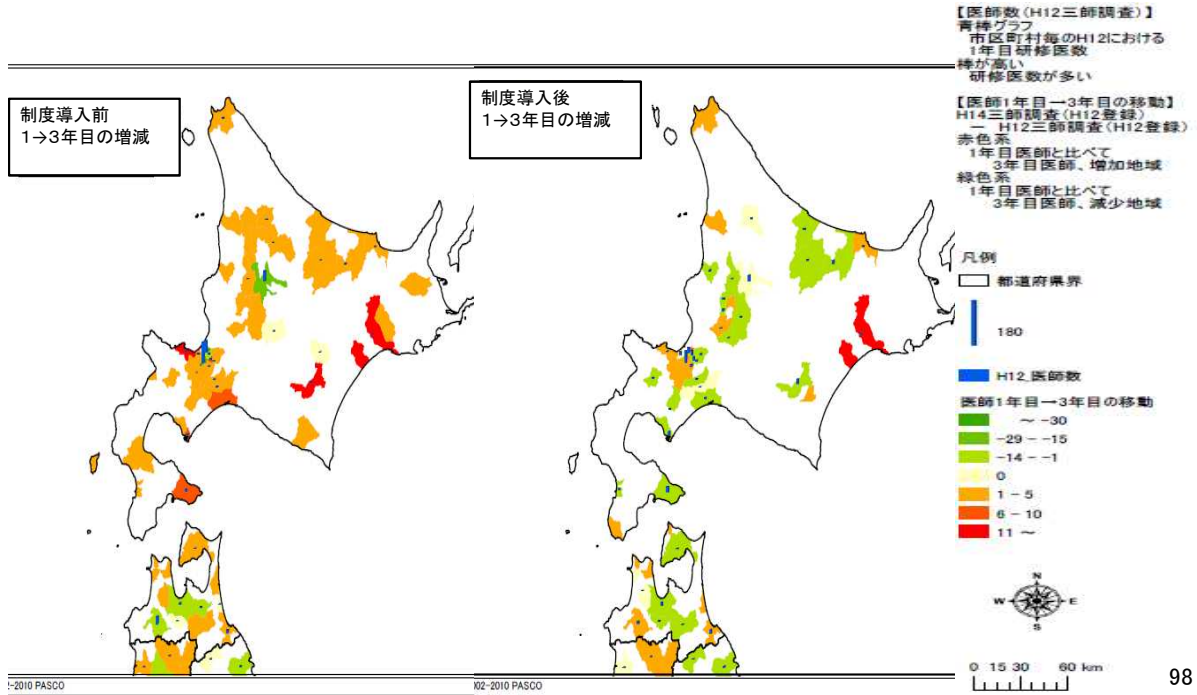 制度導入前
1→3年目の増減
制度導入後
1→3年目の増減
【医師数(H12三師調査)】
青棒グラフ
市区町村毎のH12における
1年目研修医数
棒が高い
研修医数が多い
【医師1年目→3年目の移動】
H14三師調査(H12登録)
－ H12三師調査(H12登録)
赤色系
1年目医師と比べて
3年目医師、増加地域
緑色系
1年目医師と比べて
3年目医師、減少地域
凡例
都道府県界
180
H12_医師数
医師1年目→3年目の移動
～ -30
-29 - -15
-14 - -1
0
1 - 5
6 - 10
11 ～
N
W E
S
0 15 30 60 km
2-2010 PASCO
002-2010 PASCO
98